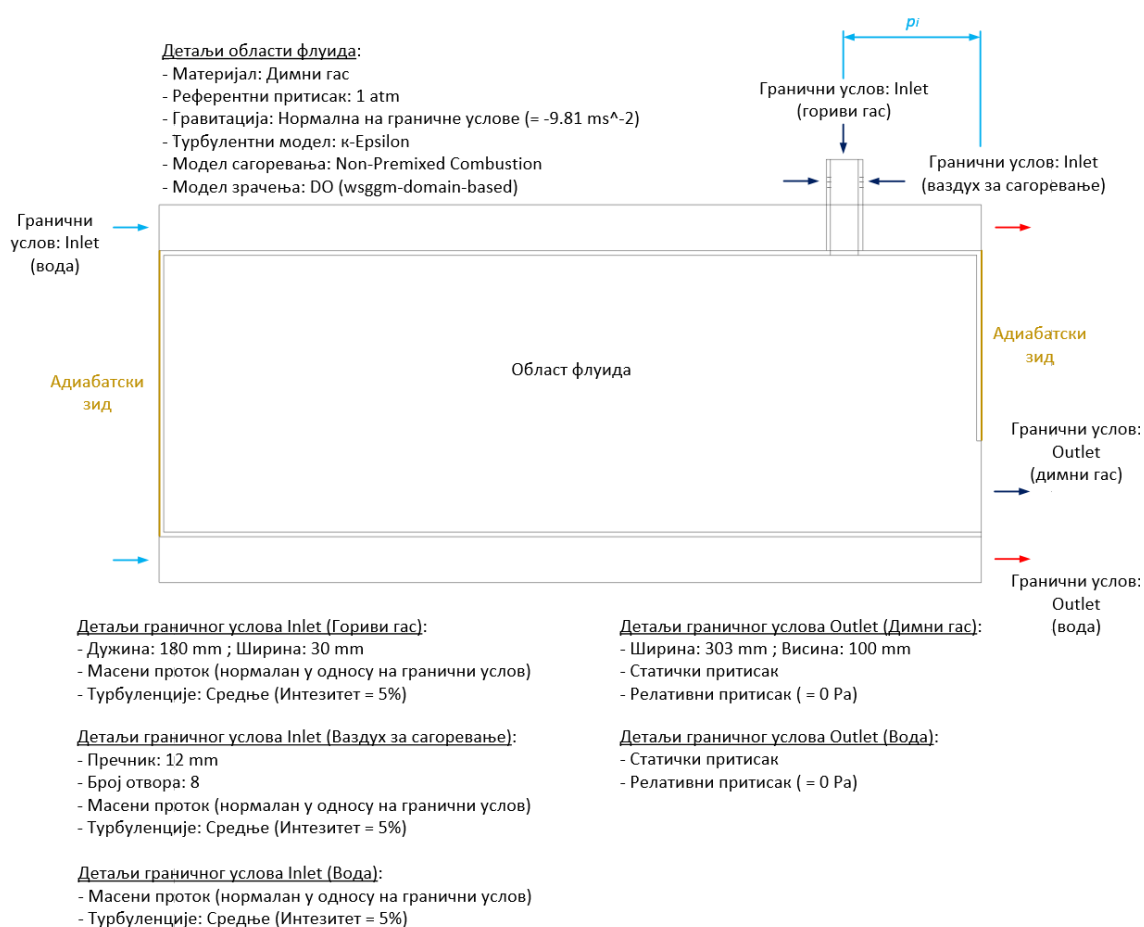 pᵢ
Детаљи области флуида:
- Материјал: Димни гас
- Референтни притисак: 1 atm
- Гравитација: Нормална на граничне услове (= -9.81 ms^-2)
- Турбулентни модел: к-Epsilon
- Модел сагоревања: Non-Premixed Combustion
- Модел зрачења: DO (wsggm-domain-based)
Гранични услов: Inlet
(гориви гас)
Гранични услов: Inlet
(ваздух за сагоревање)
Гранични
услов: Inlet
(вода)
Адиабатски
зид
Област флуида
Адиабатски
зид
Гранични услов:
Outlet
(димни гас)
Гранични услов:
Outlet
(вода)
Детаљи граничног услова Inlet (Гориви гас):
- Дужина: 180 mm ; Ширина: 30 mm
- Масени проток (нормалан у односу на гранични услов)
- Турбуленције: Средње (Интезитет = 5%)
Детаљи граничног услова Inlet (Ваздух за сагоревање):
- Пречник: 12 mm
- Број отвора: 8
- Масени проток (нормалан у односу на гранични услов)
- Турбуленције: Средње (Интезитет = 5%)
Детаљи граничног услова Inlet (Вода):
- Масени проток (нормалан у односу на гранични услов)
- Турбуленције: Средње (Интезитет = 5%)
Детаљи граничног услова Outlet (Димни гас):
- Ширина: 303 mm ; Висина: 100 mm
- Статички притисак
- Релативни притисак ( = 0 Pa)
Детаљи граничног услова Outlet (Вода):
- Статички притисак
- Релативни притисак ( = 0 Pa)